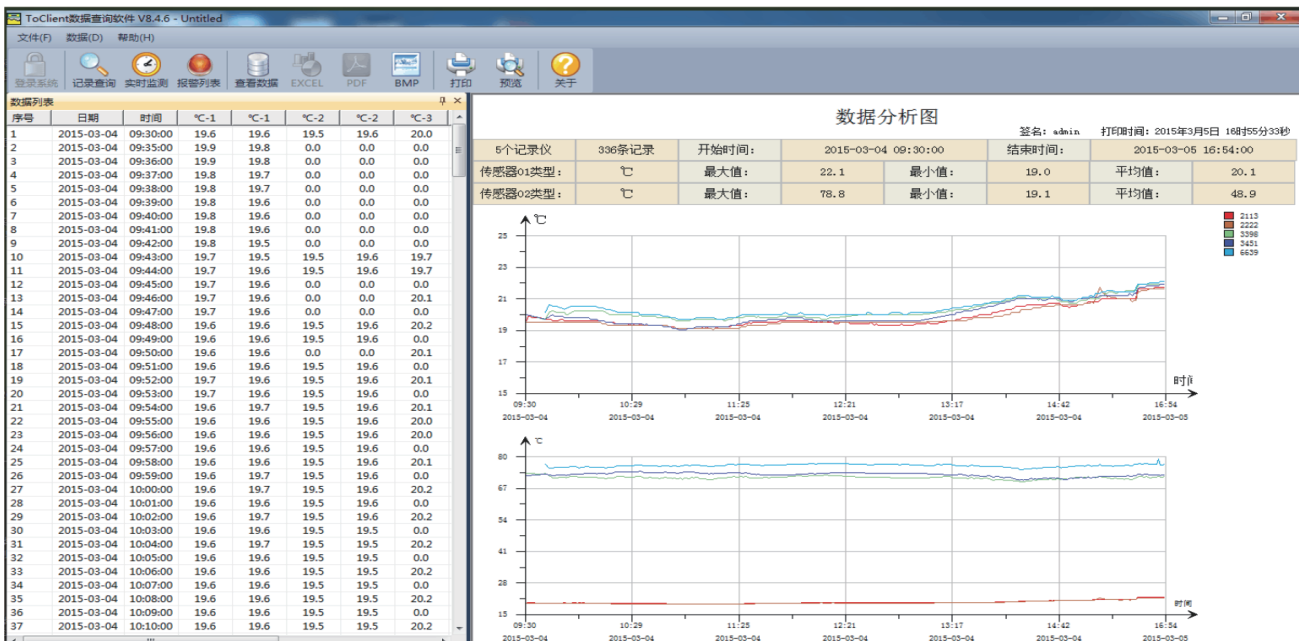 ToClient数据查询软件 V8.4.6 - Untitled
文件(F) 数据(D) 帮助(H)
登录系统 记录查询 实时监测 报警列表 查看数据 EXCEL PDF BMP 打印 预览 关于
数据列表
序号 日期 时间 °C-1 °C-1 °C-2 °C-2 °C-3
1 2015-03-04 09:30:00 19.6 19.6 19.5 19.6 20.0
2 2015-03-04 09:35:00 19.9 19.8 0.0 0.0 0.0
3 2015-03-04 09:36:00 19.9 19.8 0.0 0.0 0.0
4 2015-03-04 09:37:00 19.8 19.7 0.0 0.0 0.0
5 2015-03-04 09:38:00 19.8 19.7 0.0 0.0 0.0
6 2015-03-04 09:39:00 19.8 19.6 0.0 0.0 0.0
7 2015-03-04 09:40:00 19.8 19.6 0.0 0.0 0.0
8 2015-03-04 09:41:00 19.8 19.6 0.0 0.0 0.0
9 2015-03-04 09:42:00 19.8 19.5 0.0 0.0 0.0
10 2015-03-04 09:43:00 19.7 19.5 19.5 19.6 19.7
11 2015-03-04 09:44:00 19.7 19.6 19.5 19.6 19.7
12 2015-03-04 09:45:00 19.7 19.6 0.0 0.0 0.0
13 2015-03-04 09:46:00 19.7 19.6 0.0 0.0 20.1
14 2015-03-04 09:47:00 19.7 19.6 0.0 0.0 0.0
15 2015-03-04 09:48:00 19.6 19.6 19.5 19.6 20.2
16 2015-03-04 09:49:00 19.6 19.6 19.5 19.6 0.0
17 2015-03-04 09:50:00 19.6 19.6 0.0 0.0 20.1
18 2015-03-04 09:51:00 19.6 19.6 19.5 19.6 0.0
19 2015-03-04 09:52:00 19.7 19.6 19.5 19.6 20.1
20 2015-03-04 09:53:00 19.7 19.6 19.5 19.6 0.0
21 2015-03-04 09:54:00 19.6 19.7 19.5 19.6 20.1
22 2015-03-04 09:55:00 19.6 19.6 19.5 19.6 20.0
23 2015-03-04 09:56:00 19.6 19.6 19.5 19.6 20.0
24 2015-03-04 09:57:00 19.6 19.6 19.5 19.6 0.0
25 2015-03-04 09:58:00 19.6 19.6 19.5 19.6 20.1
26 2015-03-04 09:59:00 19.6 19.7 19.5 19.6 0.0
27 2015-03-04 10:00:00 19.6 19.7 19.5 19.6 20.2
28 2015-03-04 10:01:00 19.6 19.6 19.5 19.6 0.0
29 2015-03-04 10:02:00 19.6 19.7 19.5 19.6 20.2
30 2015-03-04 10:03:00 19.6 19.6 19.5 19.5 0.0
31 2015-03-04 10:04:00 19.6 19.7 19.5 19.5 20.2
32 2015-03-04 10:05:00 19.6 19.6 19.5 19.5 0.0
33 2015-03-04 10:06:00 19.6 19.6 19.5 19.5 20.2
34 2015-03-04 10:07:00 19.6 19.6 19.5 19.5 0.0
35 2015-03-04 10:08:00 19.6 19.6 19.5 19.5 20.2
36 2015-03-04 10:09:00 19.6 19.6 19.5 19.5 0.0
37 2015-03-04 10:10:00 19.6 19.6 19.5 19.5 20.2
数据分析图
签名: admin 打印时间: 2015年3月5日 16时55分33秒
5个记录仪 336条记录 开始时间: 2015-03-04 09:30:00 结束时间: 2015-03-05 16:54:00
传感器01类型: ℃ 最大值: 22.1 最小值: 19.0 平均值: 20.1
传感器02类型: ℃ 最大值: 78.8 最小值: 19.1 平均值: 48.9
2113
2222
3398
3451
6639
℃
25
23
21
19
17
15
时间
09:30 10:29 11:25 12:21 13:17 14:42 16:54
2015-03-04 2015-03-04 2015-03-04 2015-03-04 2015-03-04 2015-03-04 2015-03-05
℃
80
67
54
41
28
15
时间
09:30 10:29 11:25 12:21 13:17 14:42 16:54
2015-03-04 2015-03-04 2015-03-04 2015-03-04 2015-03-04 2015-03-04 2015-03-05